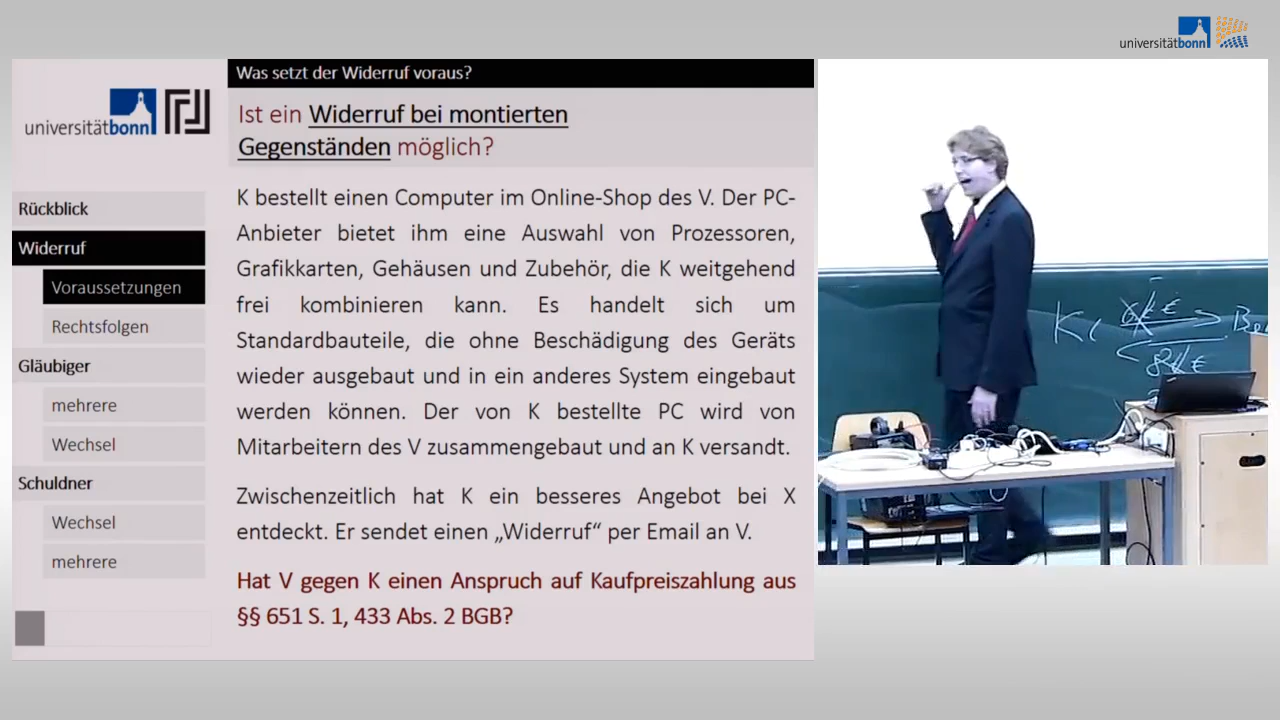 universitätbonn
Was setzt der Widerruf voraus?
universitätbonn
Ist ein Widerruf bei montierten
Gegenständen möglich?
Rückblick
Widerruf
Voraussetzungen
Rechtsfolgen
Gläubiger
mehrere
Wechsel
Schuldner
Wechsel
mehrere
K bestellt einen Computer im Online-Shop des V. Der PC-
Anbieter bietet ihm eine Auswahl von Prozessoren,
Grafikkarten, Gehäusen und Zubehör, die K weitgehend
frei kombinieren kann. Es handelt sich um
Standardbauteile, die ohne Beschädigung des Geräts
wieder ausgebaut und in ein anderes System eingebaut
werden können. Der von K bestellte PC wird von
Mitarbeitern des V zusammengebaut und an K versandt.
Zwischenzeitlich hat K ein besseres Angebot bei X
entdeckt. Er sendet einen „Widerruf“ per Email an V.
Hat V gegen K einen Anspruch auf Kaufpreiszahlung aus
§§ 651 S. 1, 433 Abs. 2 BGB?
K